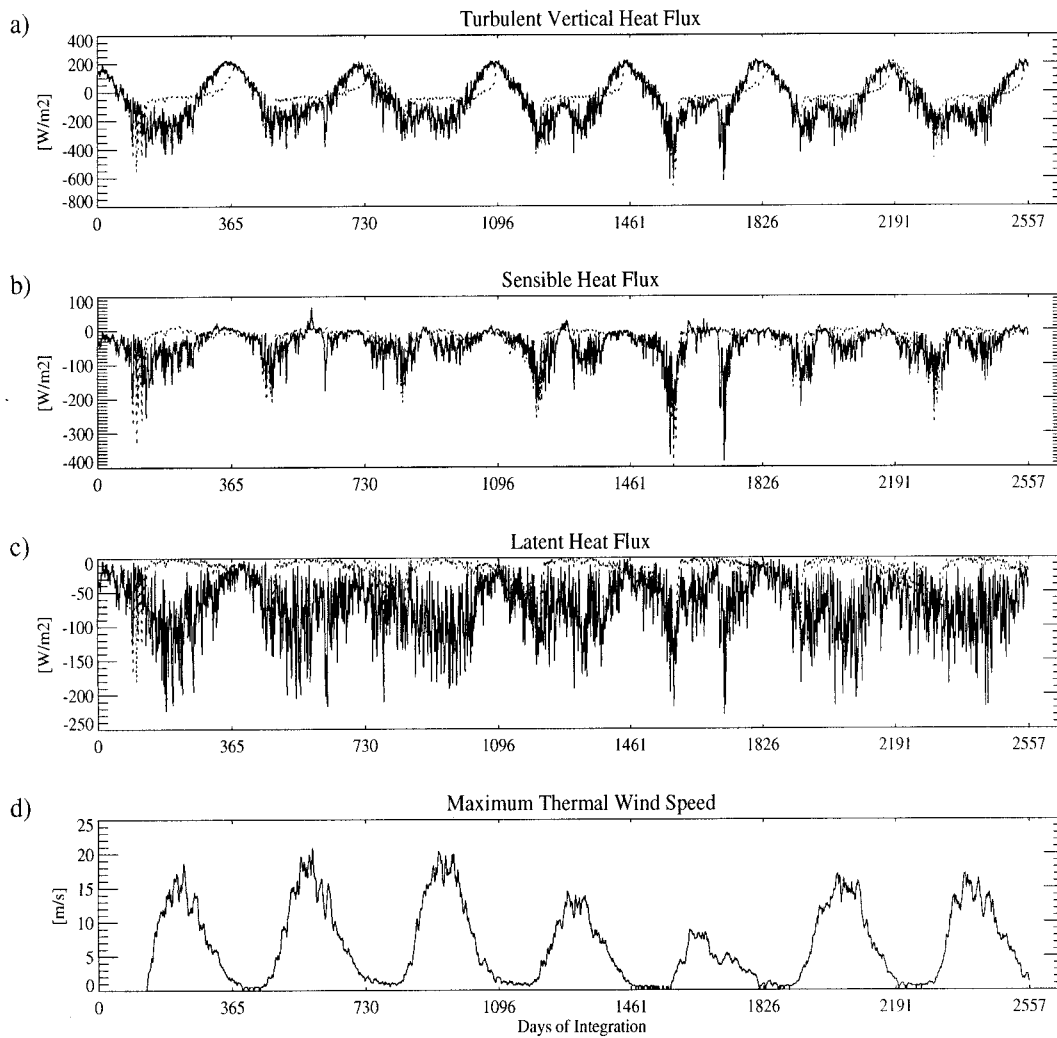 a)
Turbulent Vertical Heat Flux
[W/m2]
400
200
0
-200
-400
-600
-800
0 365 730 1096 1461 1826 2191 2557
b)
Sensible Heat Flux
[W/m2]
100
0
-100
-200
-300
-400
0 365 730 1096 1461 1826 2191 2557
c)
Latent Heat Flux
[W/m2]
0
-50
-100
-150
-200
-250
0 365 730 1096 1461 1826 2191 2557
d)
Maximum Thermal Wind Speed
[m/s]
25
20
15
10
5
0
0 365 730 1096 1461 1826 2191 2557
Days of Integration